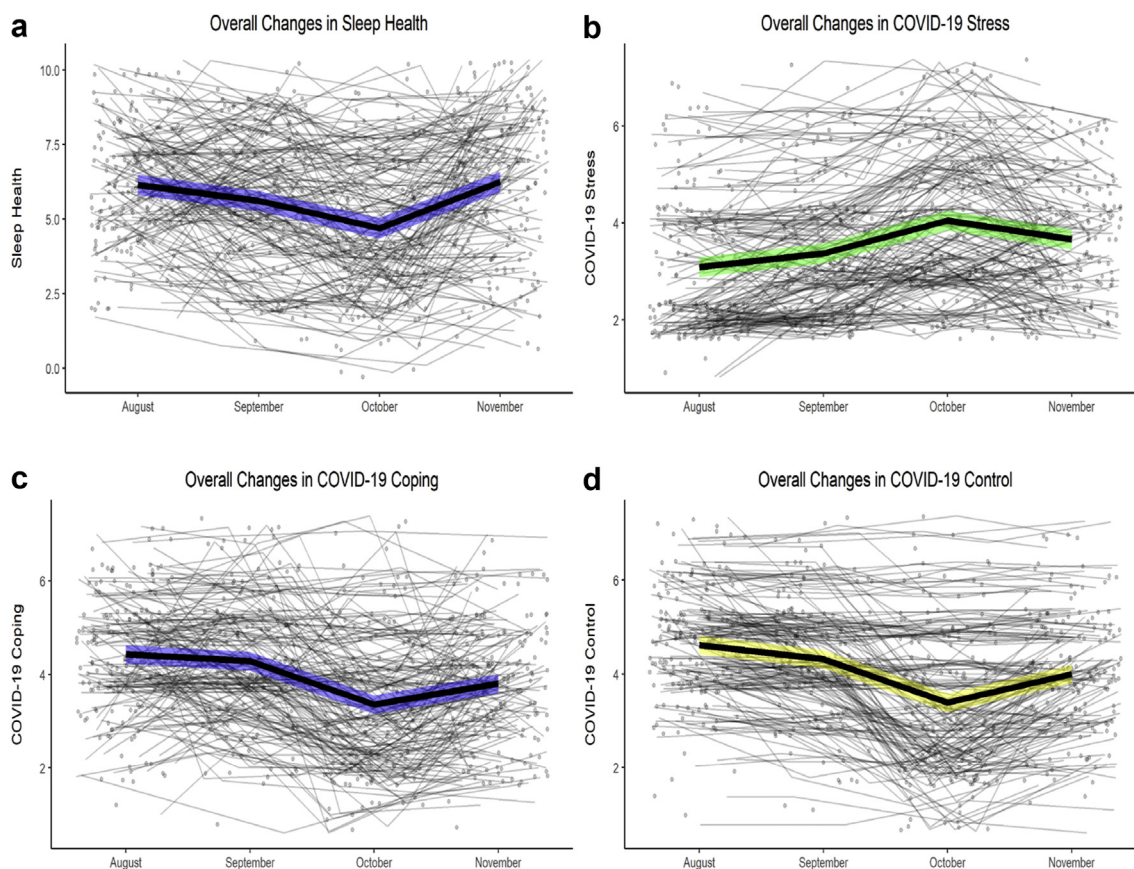 a
Overall Changes in Sleep Health
Sleep Health
10.0
7.5
5.0
2.5
0.0
August September October November
b
Overall Changes in COVID-19 Stress
COVID-19 Stress
6
4
2
August September October November
c
Overall Changes in COVID-19 Coping
COVID-19 Coping
6
4
2
August September October November
d
Overall Changes in COVID-19 Control
COVID-19 Control
6
4
2
August September October November